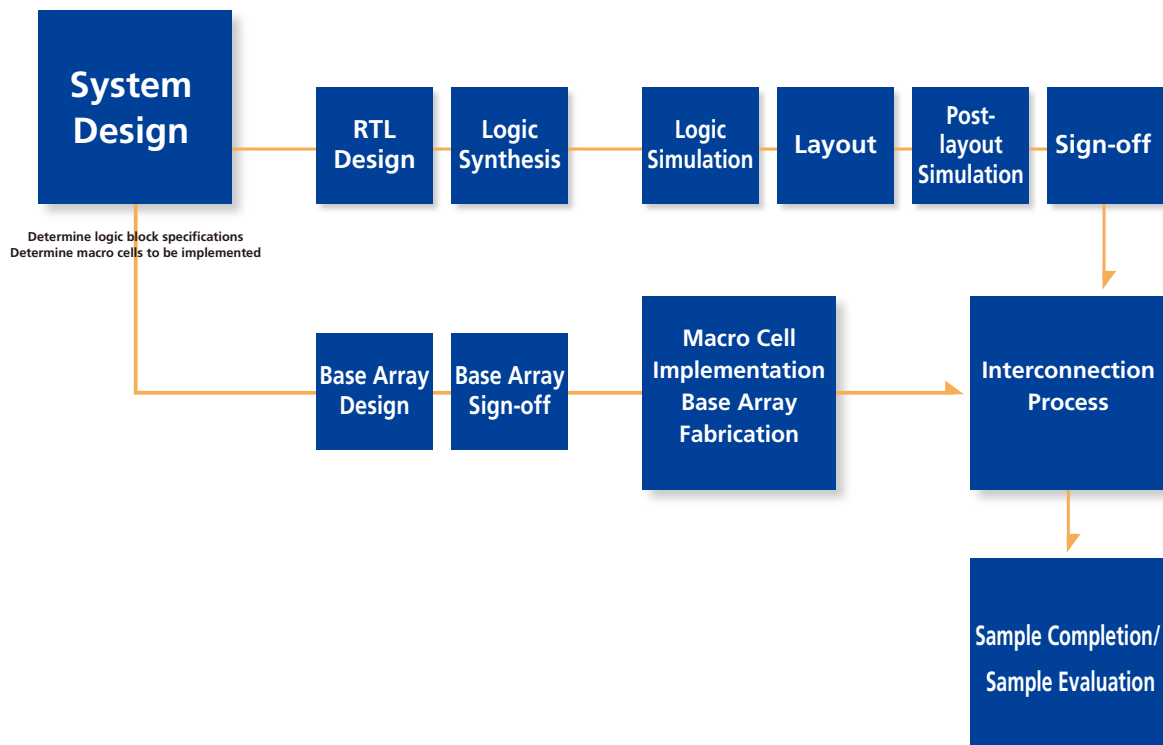 System
Design
RTL
Design
Logic
Synthesis
Logic
Simulation
Layout
Post-
layout
Simulation
Sign-off
Determine logic block specifications
Determine macro cells to be implemented
Base Array
Design
Base Array
Sign-off
Macro Cell
Implementation
Base Array
Fabrication
Interconnection
Process
Sample Completion/
Sample Evaluation